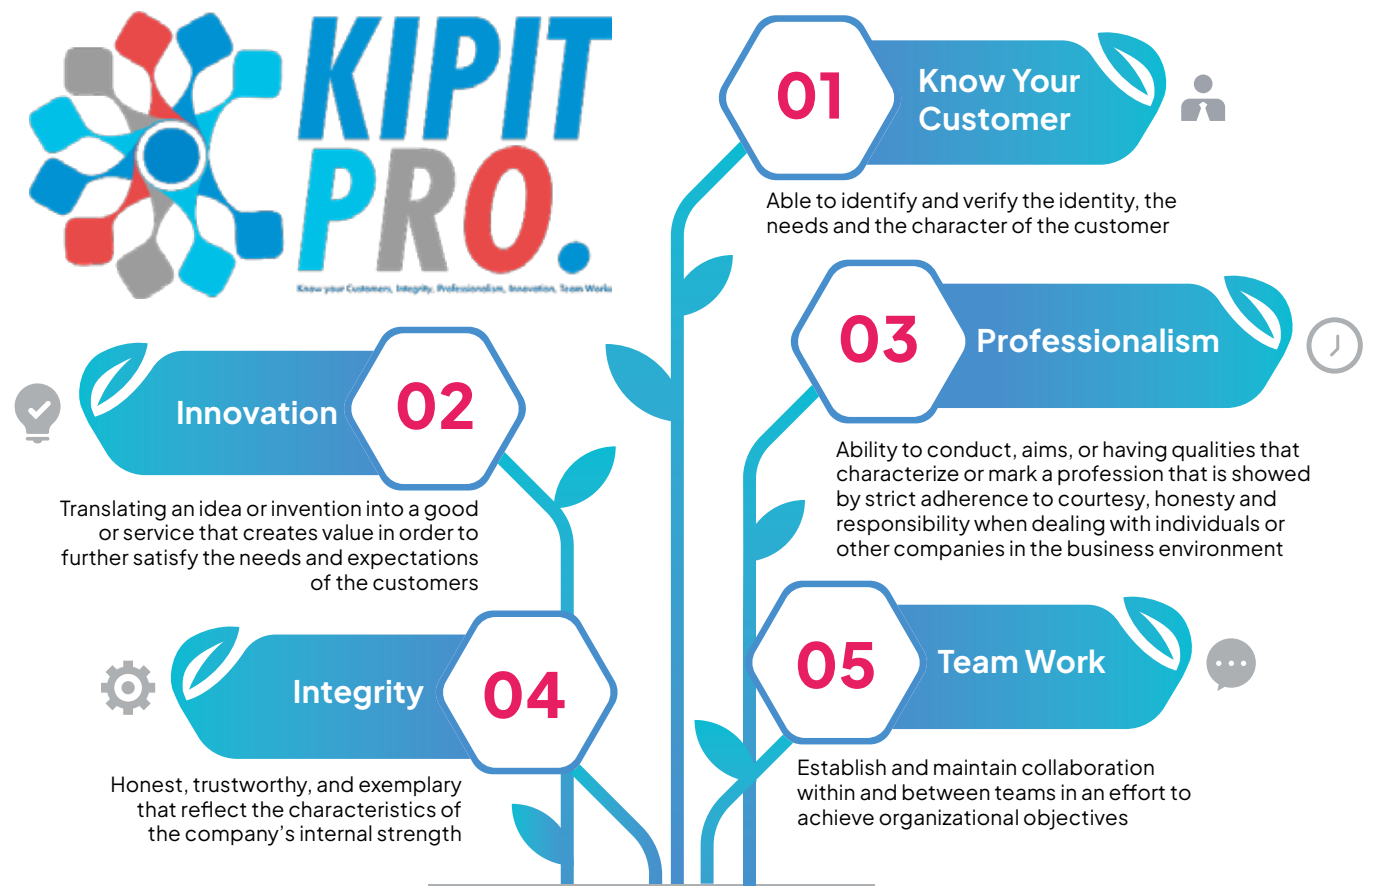 KIPIT
PRO.
Know your Customers, Integrity, Professionalism, Innovation, Team Works
01
Know Your
Customer
Able to identify and verify the identity, the
needs and the character of the customer
02
Innovation
Translating an idea or invention into a good
or service that creates value in order to
further satisfy the needs and expectations
of the customers
03
Professionalism
Ability to conduct, aims, or having qualities that
characterize or mark a profession that is showed
by strict adherence to courtesy, honesty and
responsibility when dealing with individuals or
other companies in the business environment
04
Integrity
Honest, trustworthy, and exemplary
that reflect the characteristics of
the company's internal strength
05
Team Work
Establish and maintain collaboration
within and between teams in an effort to
achieve organizational objectives